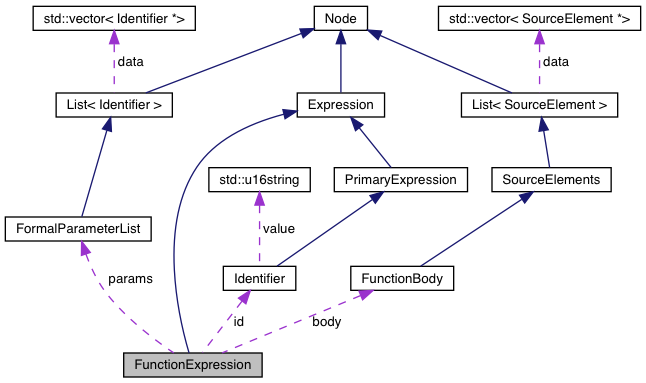 std::vector< Identifier *>
Node
std::vector< SourceElement *>
data
data
List< Identifier >
Expression
List< SourceElement >
std::u16string
PrimaryExpression
SourceElements
FormalParameterList
value
Identifier
FunctionBody
params
id
body
FunctionExpression